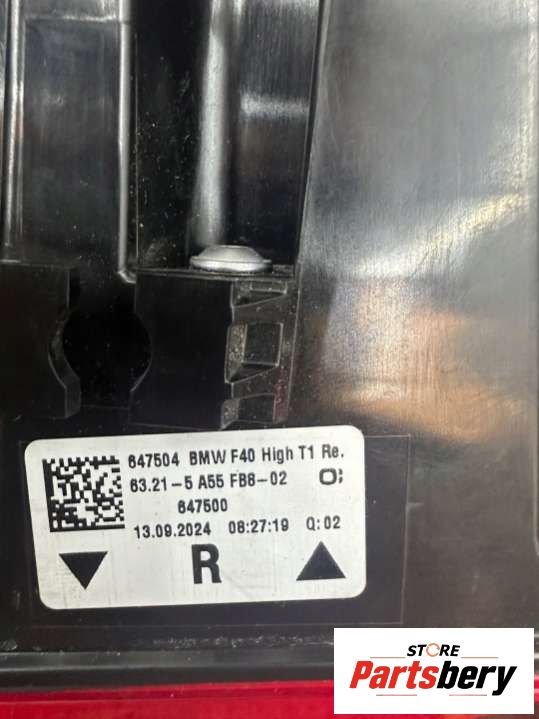 647504 BMW F40 High T1 Re.
63.21-5 A55 FB8-02 O:
647500
13.09.2024 08:27:19 Q:02
R
STORE
Partsbery